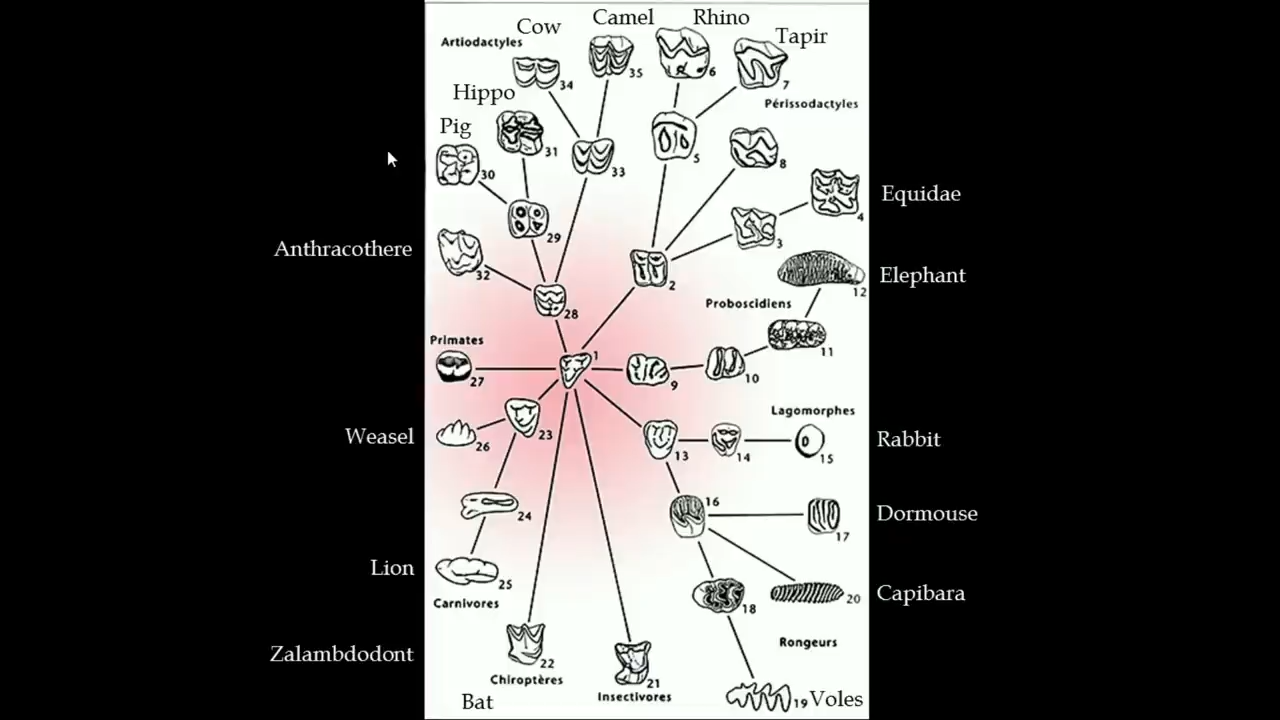 Camel
Rhino
Cow
Tapir
Artiodactyles
35
6
34
7
Hippo
Périssodactyles
Pig
31
5
8
30
33
Equidae
4
29
3
Anthracothere
32
2
Elephant
12
Proboscidiens
28
Primates
1
11
27
9
10
Lagomorphes
Weasel
23
26
13
14
15
Rabbit
16
24
17
Dormouse
Lion
25
Carnivores
18
20
Capibara
Rongeurs
Zalambdodont
22
21
Chiroptères
Insectivores
Bat
19
Voles